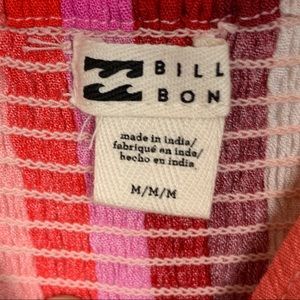 BILL
BON
made in india/
fabriqué en inde/
hecho en india
M/M/M